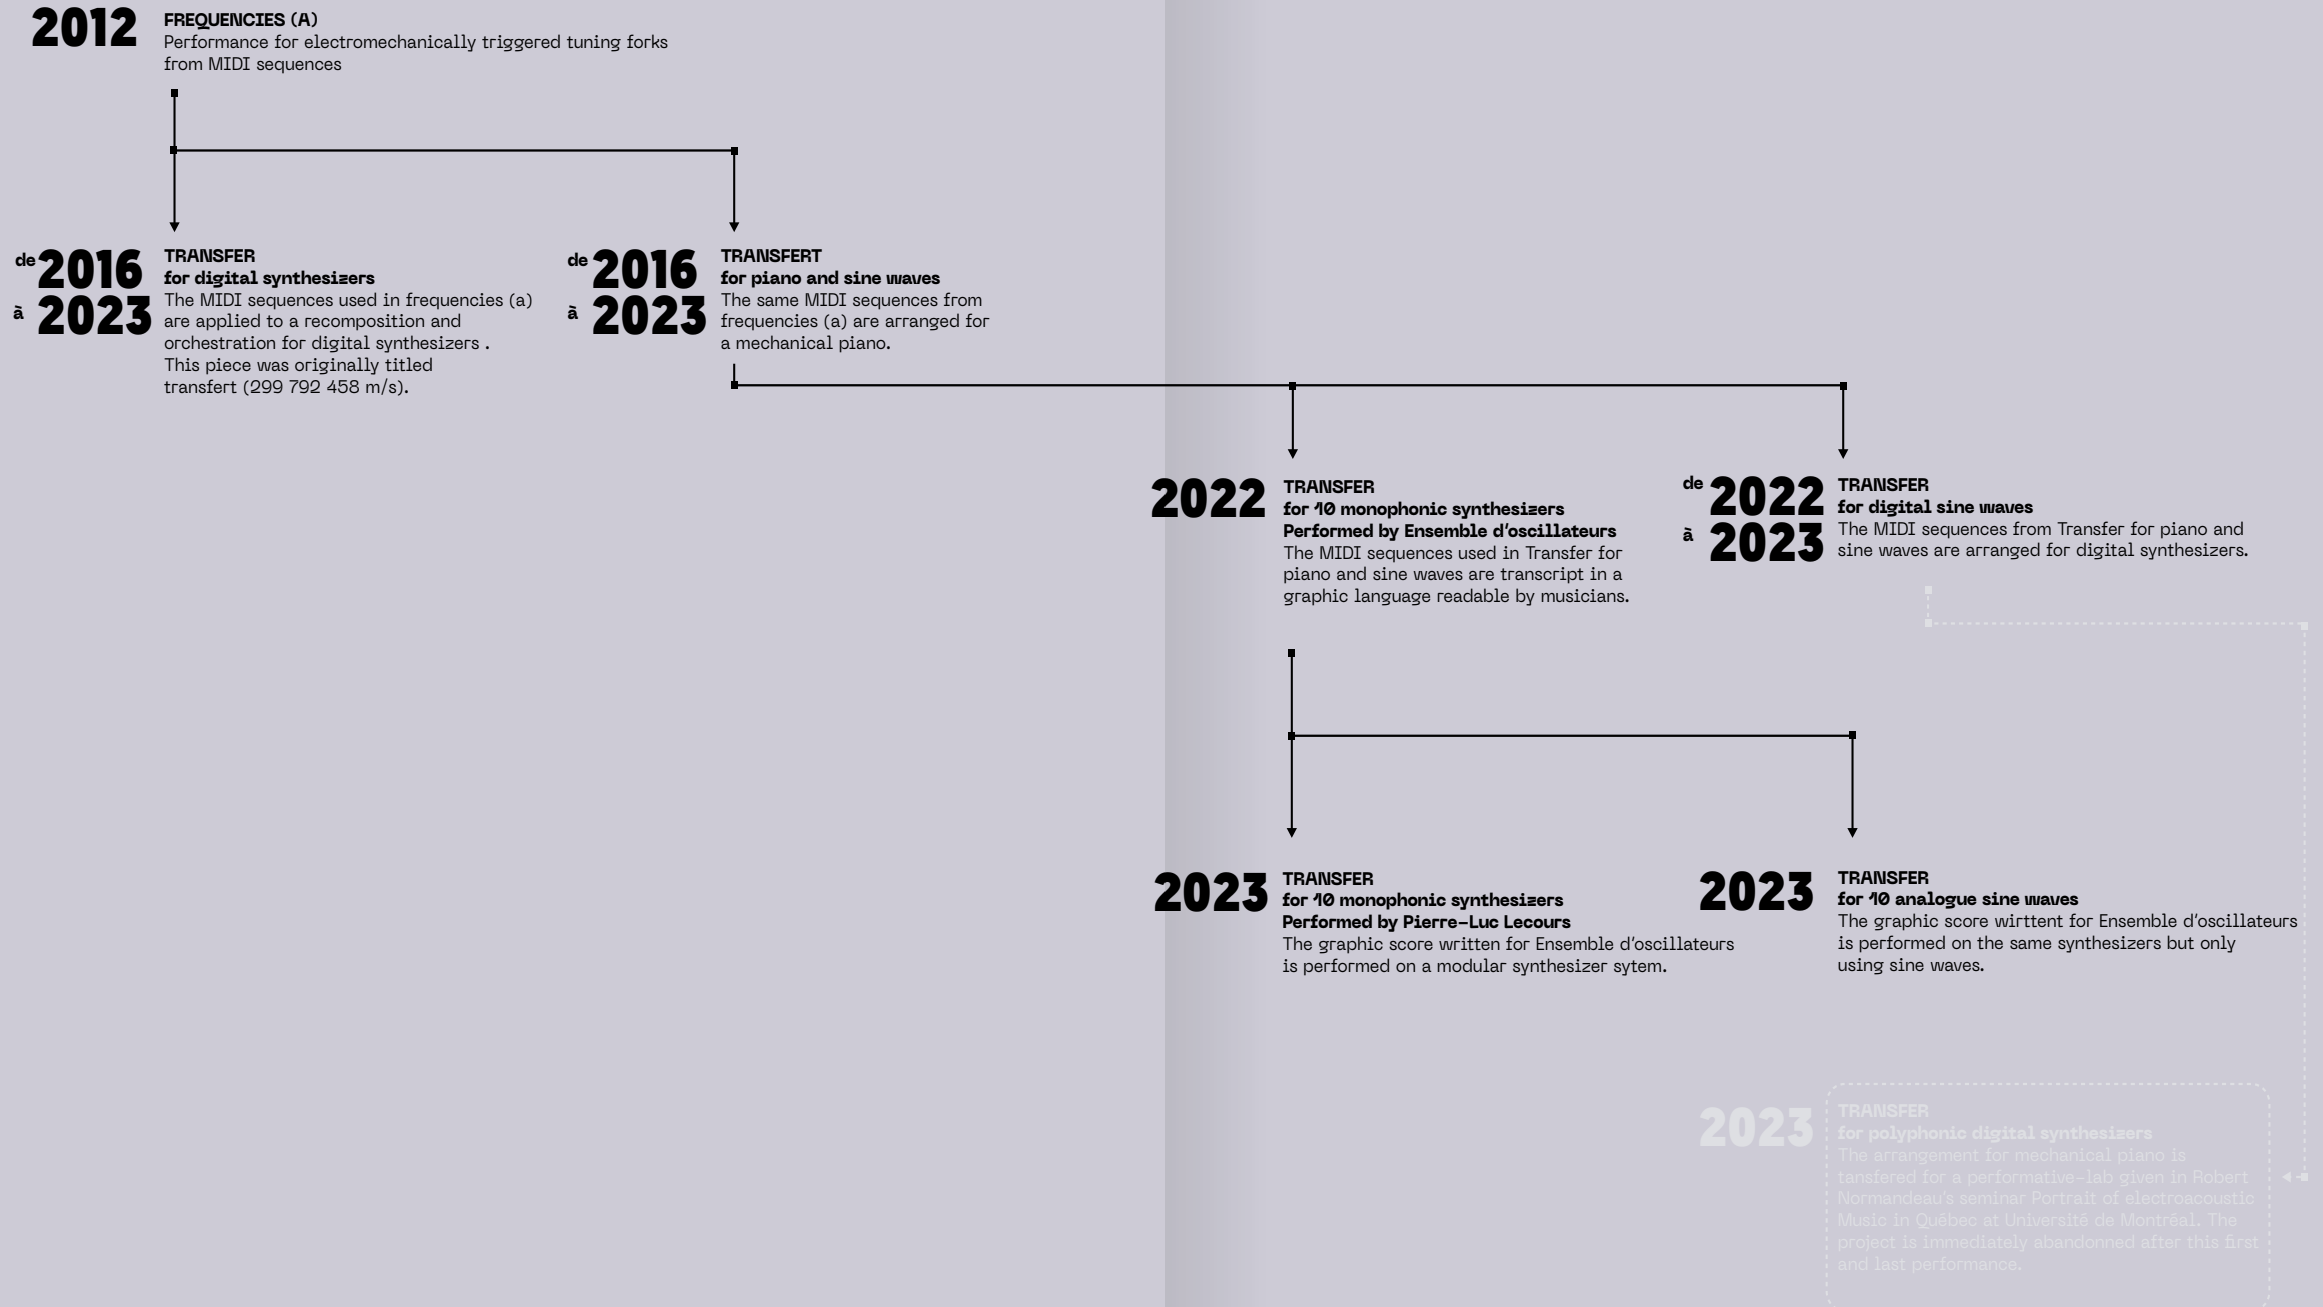 2012
FREQUENCIES (A)
Performance for electromechanically triggered tuning forks
from MIDI sequences
de 2016
à 2023
TRANSFER
for digital synthesizers
The MIDI sequences used in frequencies (a)
are applied to a recomposition and
orchestration for digital synthesizers .
This piece was originally titled
transfert (299 792 458 m/s).
de 2016
à 2023
TRANSFERT
for piano and sine waves
The same MIDI sequences from
frequencies (a) are arranged for
a mechanical piano.
2022
TRANSFER
for 10 monophonic synthesizers
Performed by Ensemble d'oscillateurs
The MIDI sequences used in Transfer for
piano and sine waves are transcript in a
graphic language readable by musicians.
de 2022
à 2023
TRANSFER
for digital sine waves
The MIDI sequences from Transfer for piano and
sine waves are arranged for digital synthesizers.
2023
TRANSFER
for 10 monophonic synthesizers
Performed by Pierre-Luc Lecours
The graphic score written for Ensemble d'oscillateurs
is performed on a modular synthesizer sytem.
2023
TRANSFER
for 10 analogue sine waves
The graphic score wirttent for Ensemble d'oscillateurs
is performed on the same synthesizers but only
using sine waves.
2023
TRANSFER
for polyphonic digital synthesizers
The arrangement for mechanical piano is
tansfered for a performative-lab given in Robert
Normandeau's seminar Portrait of electroacoustic
Music in Québec at Université de Montréal. The
project is immediately abandonned after this first
and last performance.